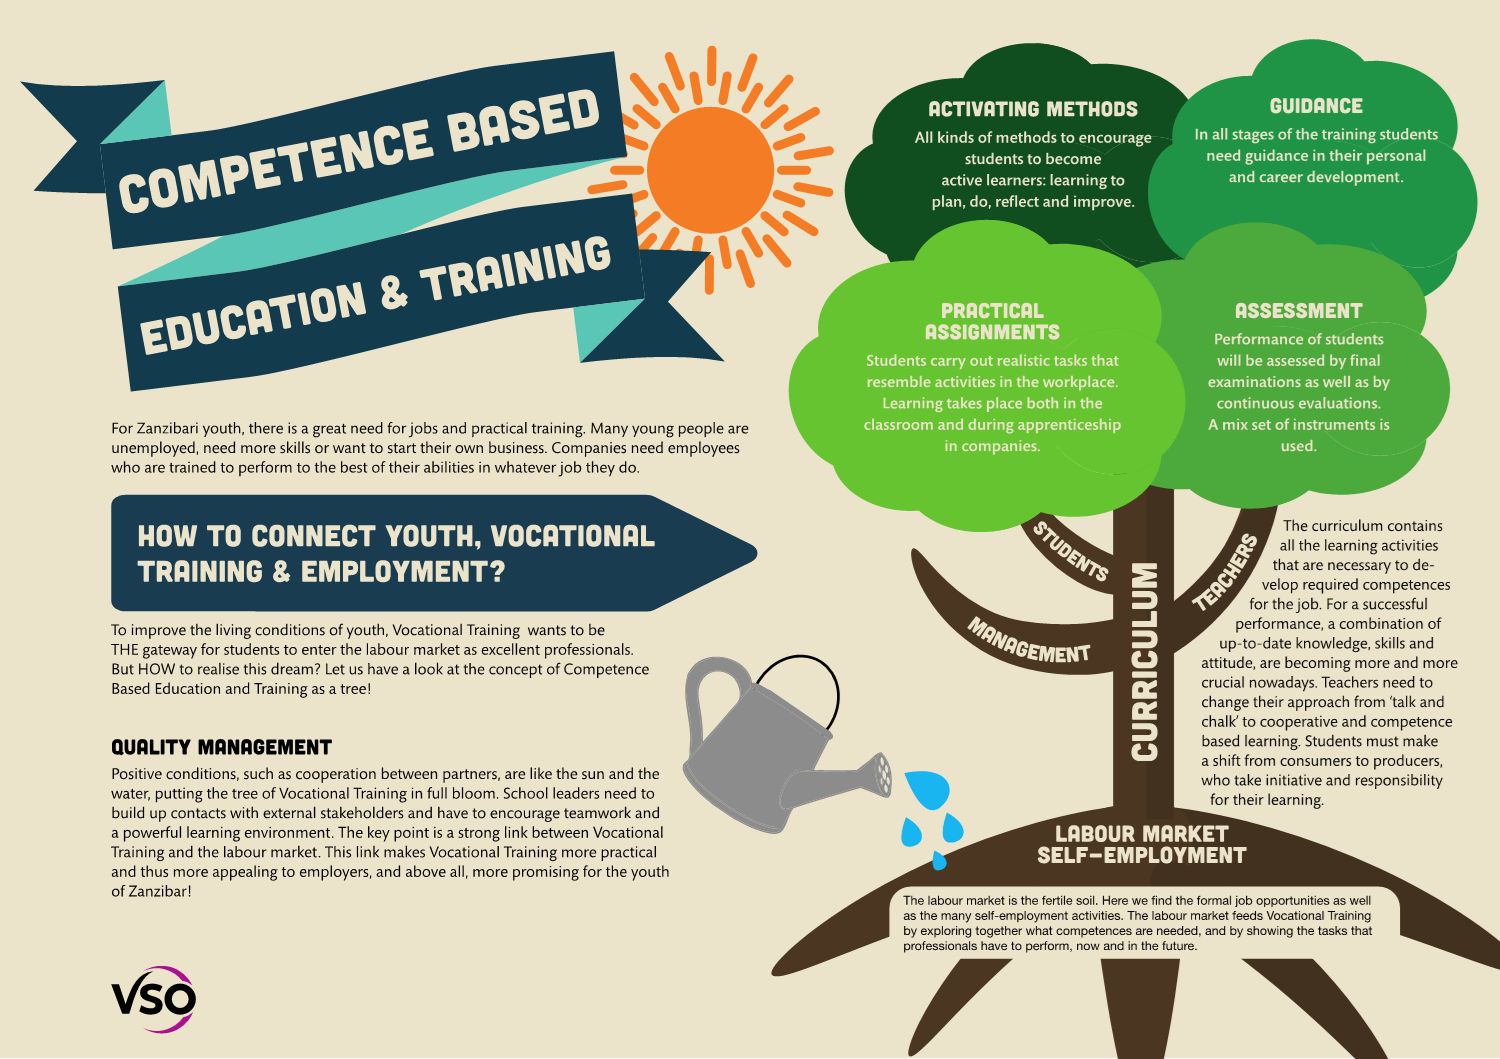 COMPETENCE BASED
EDUCATION & TRAINING
For Zanzibari youth, there is a great need for jobs and practical training. Many young people are
unemployed, need more skills or want to start their own business. Companies need employees
who are trained to perform to the best of their abilities in whatever job they do.
HOW TO CONNECT YOUTH, VOCATIONAL
TRAINING & EMPLOYMENT?
To improve the living conditions of youth, Vocational Training wants to be
THE gateway for students to enter the labour market as excellent professionals.
But HOW to realise this dream? Let us have a look at the concept of Competence
Based Education and Training as a tree!
QUALITY MANAGEMENT
Positive conditions, such as cooperation between partners, are like the sun and the
water, putting the tree of Vocational Training in full bloom. School leaders need to
build up contacts with external stakeholders and have to encourage teamwork and
a powerful learning environment. The key point is a strong link between Vocational
Training and the labour market. This link makes Vocational Training more practical
and thus more appealing to employers, and above all, more promising for the youth
of Zanzibar!
VSO
ACTIVATING METHODS
All kinds of methods to encourage
students to become
active learners: learning to
plan, do, reflect and improve.
GUIDANCE
In all stages of the training students
need guidance in their personal
and career development.
PRACTICAL
ASSIGNMENTS
Students carry out realistic tasks that
resemble activities in the workplace.
Learning takes place both in the
classroom and during apprenticeship
in companies.
ASSESSMENT
Performance of students
will be assessed by final
examinations as well as by
continuous evaluations.
A mix set of instruments is
used.
STUDENTS
MANAGEMENT
CURRICULUM
TEACHERS
The curriculum contains
all the learning activities
that are necessary to de-
velop required competences
for the job. For a successful
performance, a combination of
up-to-date knowledge, skills and
attitude, are becoming more and more
crucial nowadays. Teachers need to
change their approach from ‘talk and
chalk’ to cooperative and competence
based learning. Students must make
a shift from consumers to producers,
who take initiative and responsibility
for their learning.
LABOUR MARKET
SELF-EMPLOYMENT
The labour market is the fertile soil. Here we find the formal job opportunities as well
as the many self-employment activities. The labour market feeds Vocational Training
by exploring together what competences are needed, and by showing the tasks that
professionals have to perform, now and in the future.